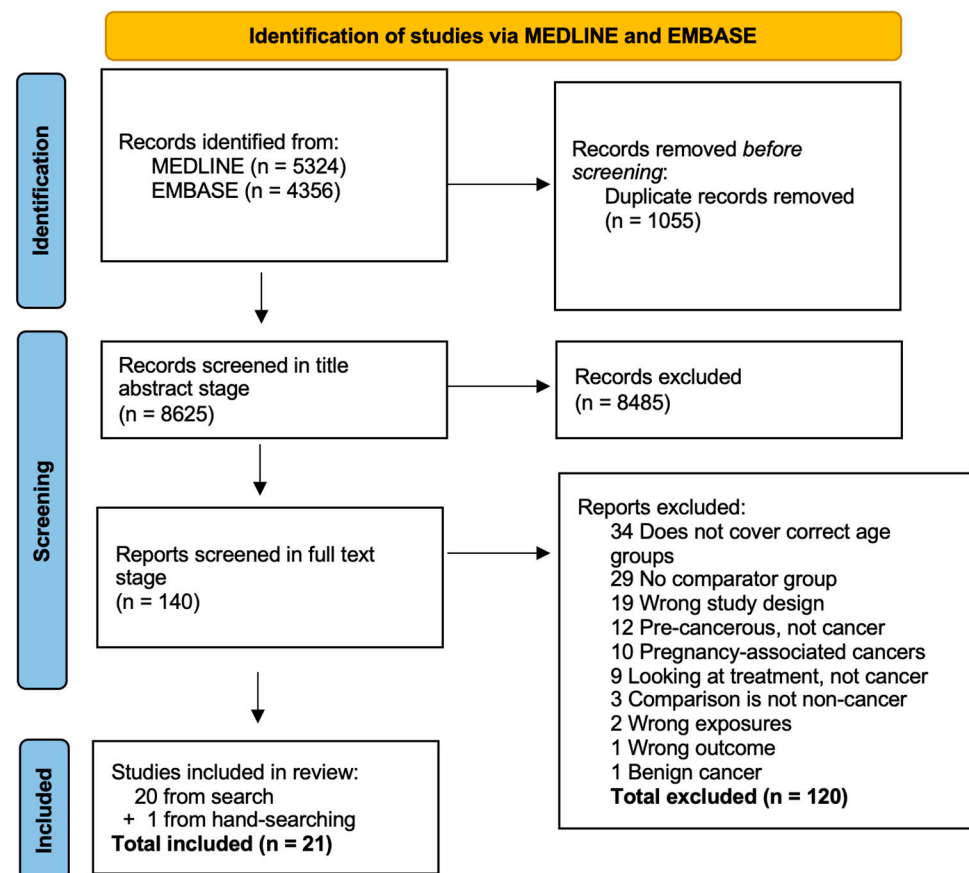 Identification of studies via MEDLINE and EMBASE
Identification
Records identified from:
MEDLINE (n = 5324)
EMBASE (n = 4356)
Records removed before
screening:
Duplicate records removed
(n = 1055)
Screening
Records screened in title
abstract stage
(n = 8625)
Records excluded
(n = 8485)
Reports screened in full text
stage
(n = 140)
Reports excluded:
34 Does not cover correct age
groups
29 No comparator group
19 Wrong study design
12 Pre-cancerous, not cancer
10 Pregnancy-associated cancers
9 Looking at treatment, not cancer
3 Comparison is not non-cancer
2 Wrong exposures
1 Wrong outcome
1 Benign cancer
Total excluded (n = 120)
Included
Studies included in review:
20 from search
+ 1 from hand-searching
Total included (n = 21)